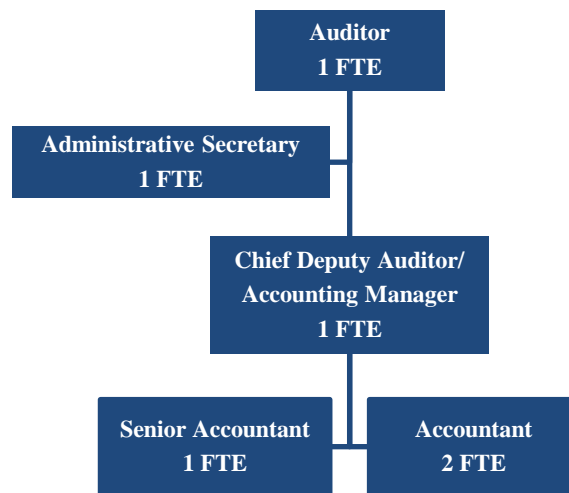 Auditor
1 FTE
Administrative Secretary
1 FTE
Chief Deputy Auditor/
Accounting Manager
1 FTE
Senior Accountant
1 FTE
Accountant
2 FTE